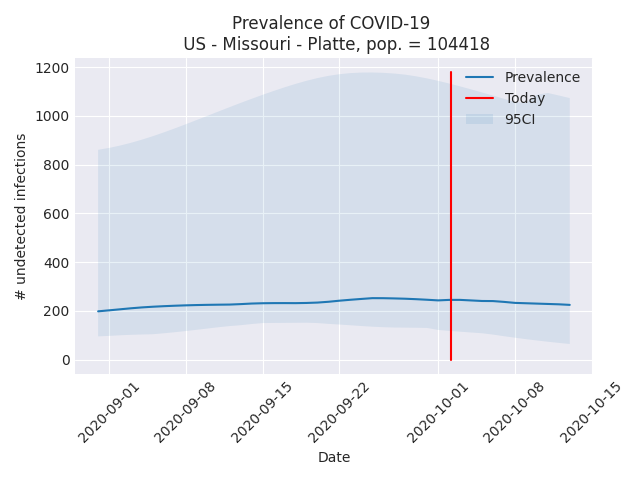 Prevalence of COVID-19
US - Missouri - Platte, pop. = 104418
# undetected infections
1200
1000
800
600
400
200
0
Prevalence
Today
95CI
2020-09-01
2020-09-08
2020-09-15
2020-09-22
2020-10-01
2020-10-08
2020-10-15
Date